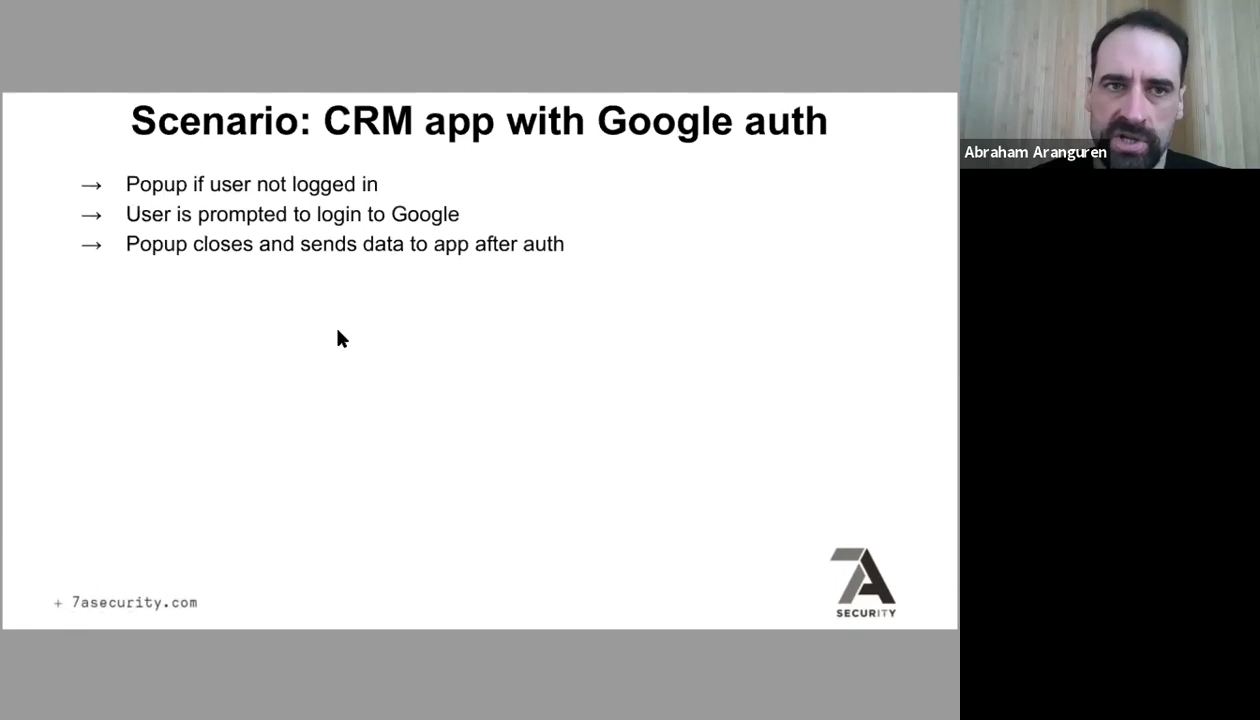 Scenario: CRM app with Google auth
→ Popup if user not logged in
→ User is prompted to login to Google
→ Popup closes and sends data to app after auth
+ 7asecurity.com
7A
SECURITY
Abraham Aranguren